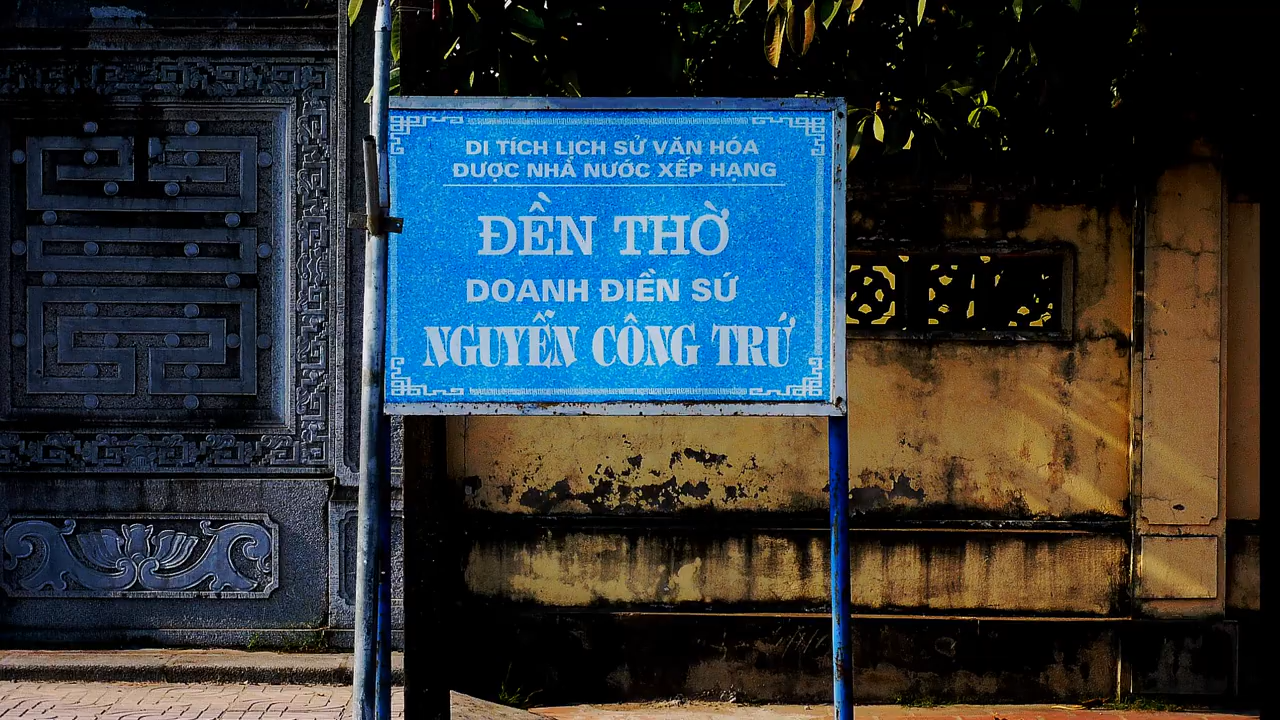 DI TÍCH LỊCH SỬ VĂN HÓA
ĐƯỢC NHÀ NƯỚC XẾP HẠNG
ĐỀN THỜ
DOANH ĐIỀN SỨ
NGUYỄN CÔNG TRỨ